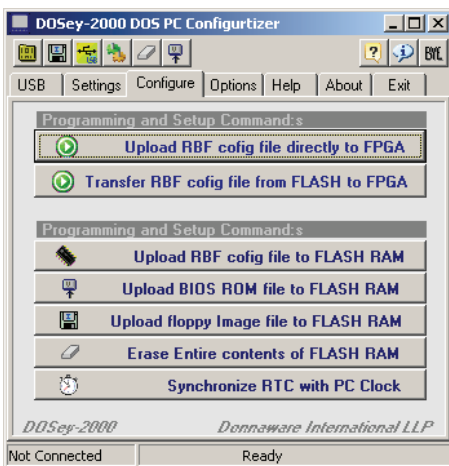 DOSey-2000 DOS PC Configurtizer
BYE
USB Settings Configure Options Help About Exit
Programming and Setup Command:s
Upload RBF cofig file directly to FPGA
Transfer RBF cofig file from FLASH to FPGA
Programming and Setup Command:s
Upload RBF cofig file to FLASH RAM
Upload BIOS ROM file to FLASH RAM
Upload floppy Image file to FLASH RAM
Erase Entire contents of FLASH RAM
Synchronize RTC with PC Clock
DOSey-2000 Donnaware International LLP
Not Connected Ready